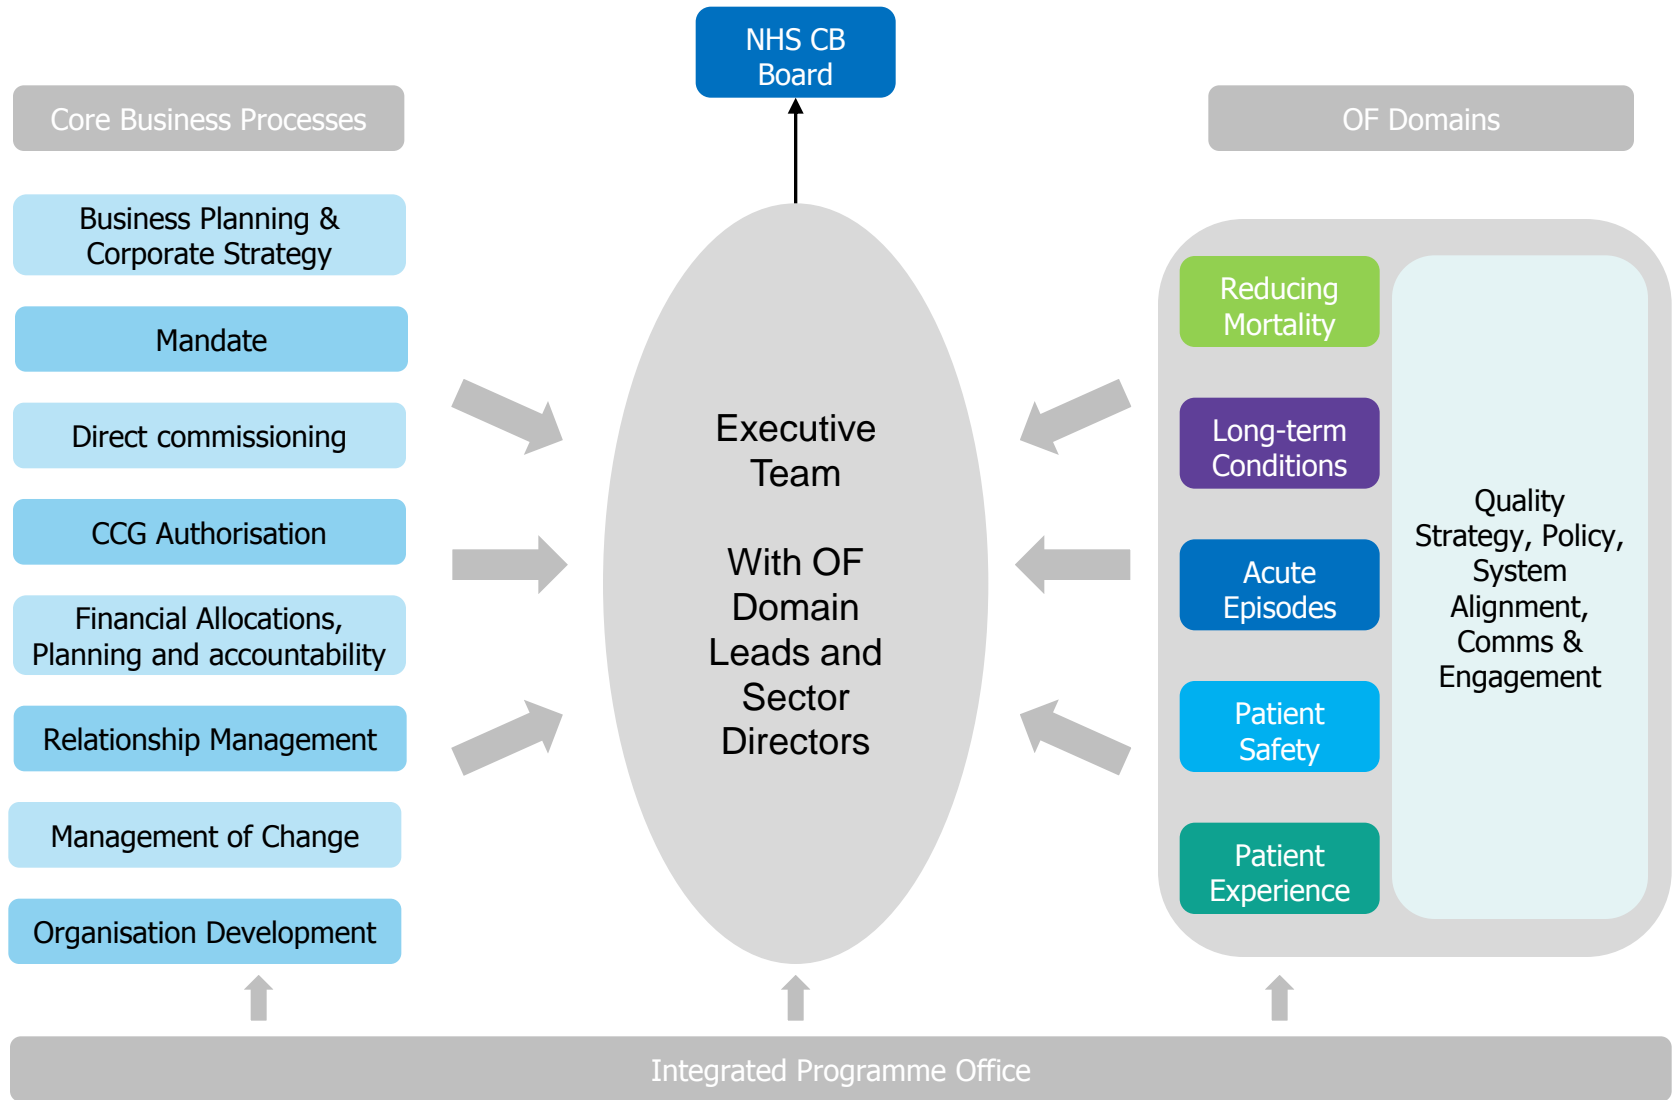 NHS CB
Board
Core Business Processes
OF Domains
Business Planning &
Corporate Strategy
Mandate
Direct commissioning
CCG Authorisation
Financial Allocations,
Planning and accountability
Relationship Management
Management of Change
Organisation Development
Executive
Team
With OF
Domain
Leads and
Sector
Directors
Reducing
Mortality
Long-term
Conditions
Acute
Episodes
Patient
Safety
Patient
Experience
Quality
Strategy, Policy,
System
Alignment,
Comms &
Engagement
Integrated Programme Office